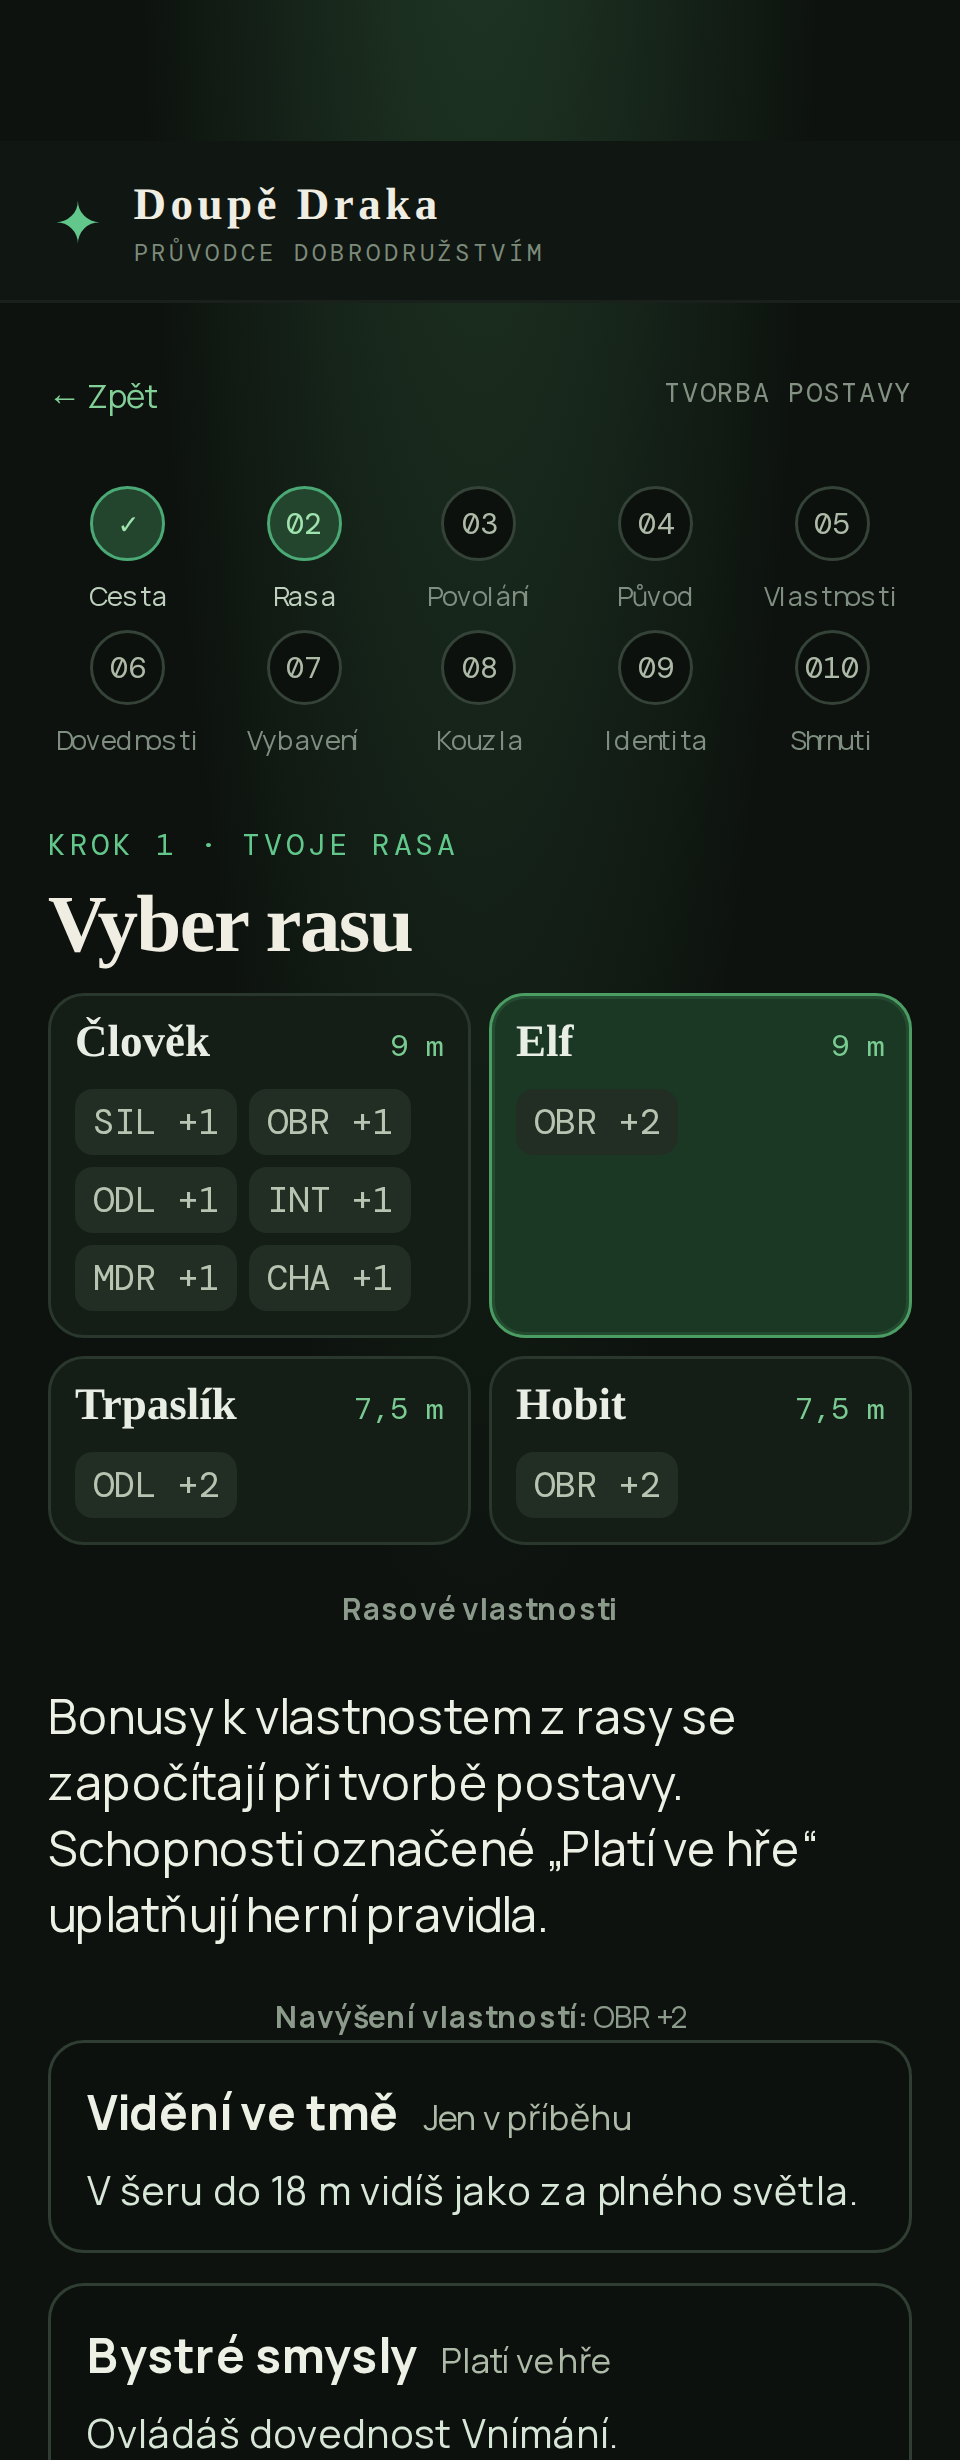 Doupě Draka
PRŮVODCE DOBRODRUŽSTVÍM
← Zpět
TVORBA POSTAVY
✓ 02 03 04 05
Cesta Rasa Povolání Původ Vlastnosti
06 07 08 09 010
Dovednosti Vybavení Kouzla Identita Shrnutí
KROK 1 · TVOJE RASA
Vyber rasu
Člověk 9 m
SIL +1 OBR +1
ODL +1 INT +1
MDR +1 CHA +1
Elf 9 m
OBR +2
Trpaslík 7,5 m
ODL +2
Hobit 7,5 m
OBR +2
Rasové vlastnosti
Bonusy k vlastnostem z rasy se
započítají při tvorbě postavy.
Schopnosti označené „Platí ve hře“
uplatňují herní pravidla.
Navýšení vlastností: OBR +2
Vidění ve tmě Jen v příběhu
V šeru do 18 m vidíš jako za plného světla.
Bystré smysly Platí ve hře
Ovládáš dovednost Vnímání.